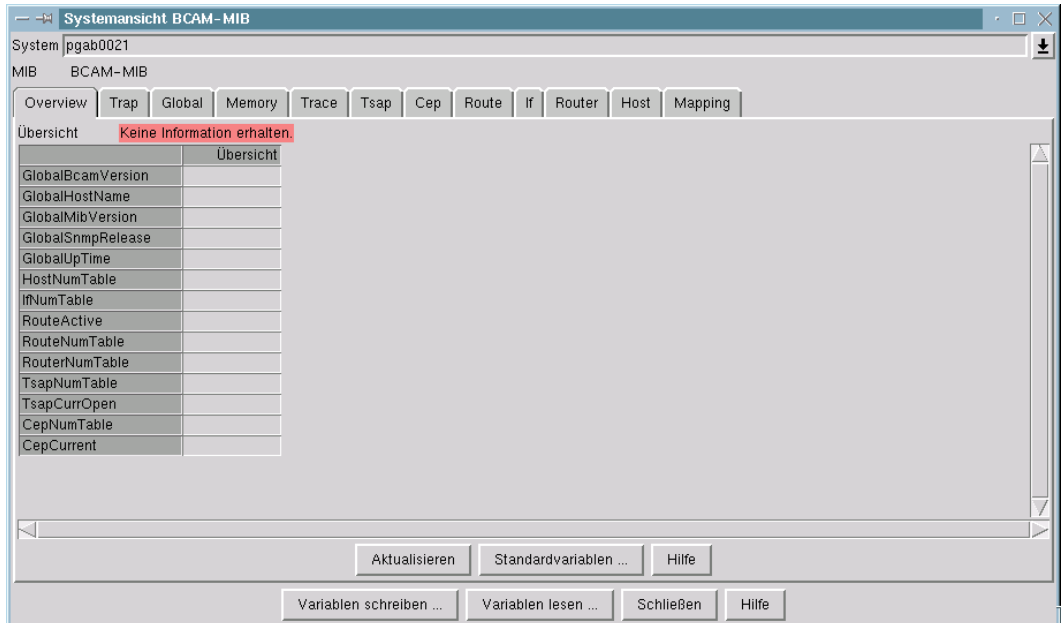 Systemansicht BCAM-MIB
System pgab0021
MIB BCAM-MIB
Overview Trap Global Memory Trace Tsap Cep Route If Router Host Mapping
Übersicht Keine Information erhalten.
Übersicht
GlobalBcamVersion
GlobalHostName
GlobalMibVersion
GlobalSnmpRelease
GlobalUpTime
HostNumTable
IfNumTable
RouteActive
RouteNumTable
RouterNumTable
TsapNumTable
TsapCurrOpen
CepNumTable
CepCurrent
Aktualisieren Standardvariablen ... Hilfe
Variablen schreiben ... Variablen lesen ... Schließen Hilfe